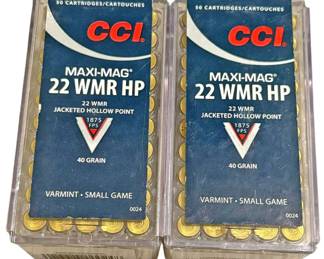 50 CARTRIDGES/CARTOUCHES
CCI.
MAXI-MAG®
22 WMR HP
22 WMR
JACKETED HOLLOW POINT
1875
FPS
40 GRAIN
VARMINT • SMALL GAME
0024
50 CARTRIDGES/CARTOUCHES
CCI.
MAXI-MAG®
22 WMR HP
22 WMR
JACKETED HOLLOW POINT
1875
FPS
40 GRAIN
VARMINT • SMALL GAME
0024